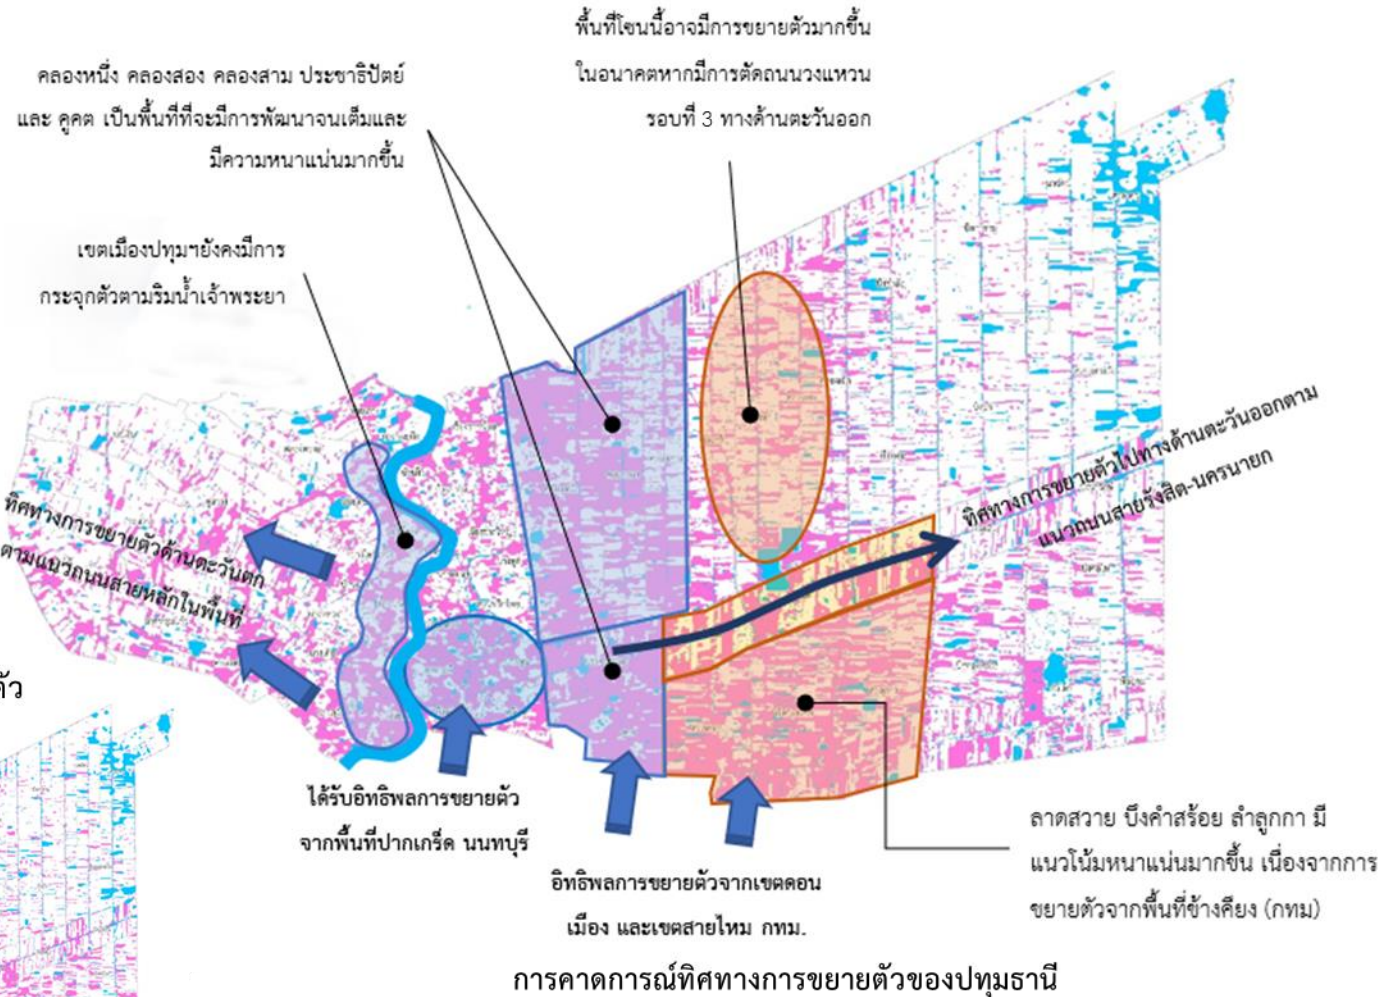 พื้นที่โซนนี้อาจมีการขยายตัวมากขึ้น
ในอนาคตหากมีการตัดถนนวงแหวน
รอบที่ 3 ทางด้านตะวันออก
คลองหนึ่ง คลองสอง คลองสาม ประชาธิปัตย์
และ คูคต เป็นพื้นที่ที่จะมีการพัฒนาจนเต็มและ
มีความหนาแน่นมากขึ้น
เขตเมืองปทุมฯยังคงมีการ
กระจุกตัวตามริมน้ำเจ้าพระยา
ทิศทางการขยายตัวไปทางด้านตะวันออกตาม
แนวถนนสายรังสิต-นครนายก
ทิศทางการขยายตัวด้านตะวันตก
ตามแนวถนนสายหลักในพื้นที่
ตัว
ได้รับอิทธิพลการขยายตัว
จากพื้นที่ปากเกร็ด นนทบุรี
อิทธิพลการขยายตัวจากเขตดอน
เมือง และเขตสายไหม กทม.
ลาดสวาย บึงคำสร้อย ลำลูกกา มี
แนวโน้มหนาแน่นมากขึ้น เนื่องจากการ
ขยายตัวจากพื้นที่ข้างคียง (กทม)
การคาดการณ์ทิศทางการขยายตัวของปทุมธานี